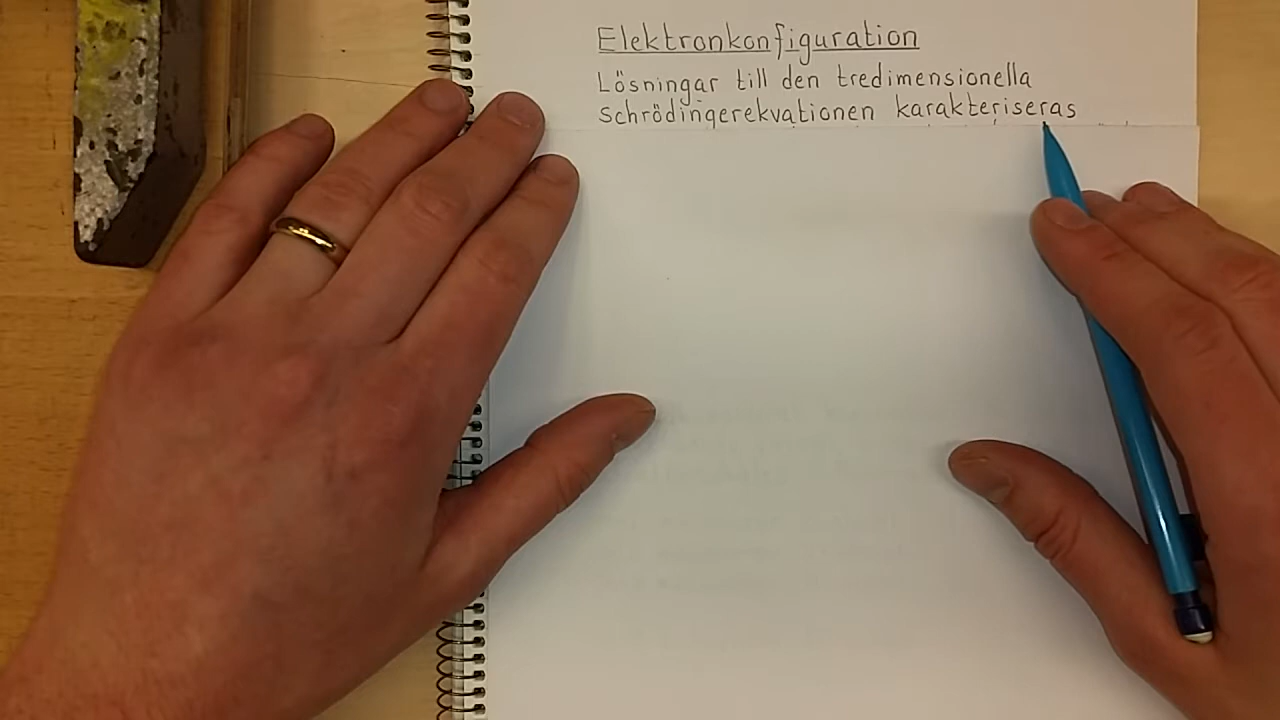 Elektronkonfiguration
Lösningar till den tredimensionella
Schrödingerekvationen karakteriseras